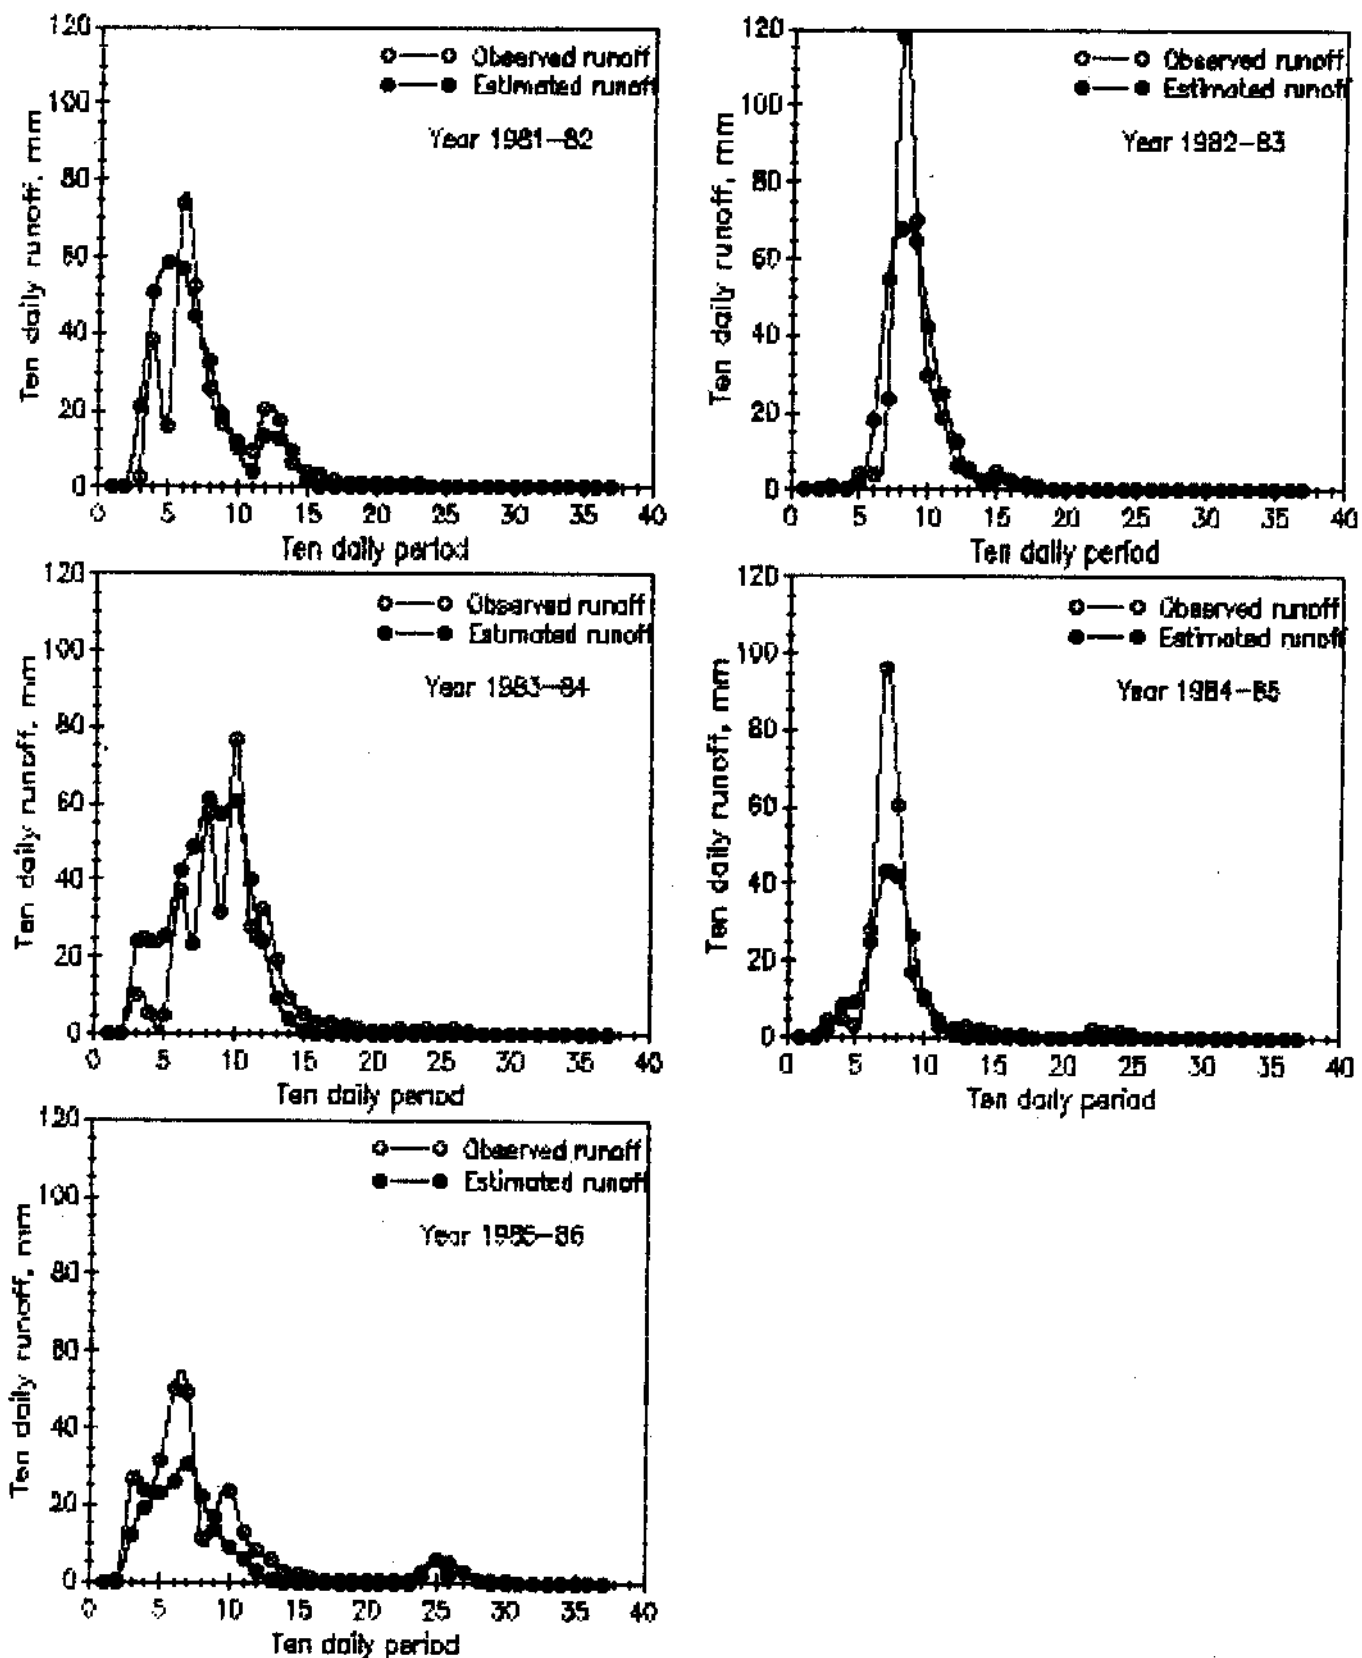 120
100
80
60
40
20
0
Ten daily runoff, mm
Observed runoff
Estimated runoff
Year 1981-82
0 5 10 15 20 25 30 35 40
Ten daily period
120
100
80
60
40
20
0
Ten daily runoff, mm
Observed runoff
Estimated runoff
Year 1982-83
0 5 10 15 20 25 30 35 40
Ten daily period
120
100
80
60
40
20
0
Ten daily runoff, mm
Observed runoff
Estimated runoff
Year 1983-84
0 5 10 15 20 25 30 35 40
Ten daily period
120
100
80
60
40
20
0
Ten daily runoff, mm
Observed runoff
Estimated runoff
Year 1984-85
0 5 10 15 20 25 30 35 40
Ten daily period
120
100
80
60
40
20
0
Ten daily runoff, mm
Observed runoff
Estimated runoff
Year 1985-86
0 5 10 15 20 25 30 35 40
Ten daily period